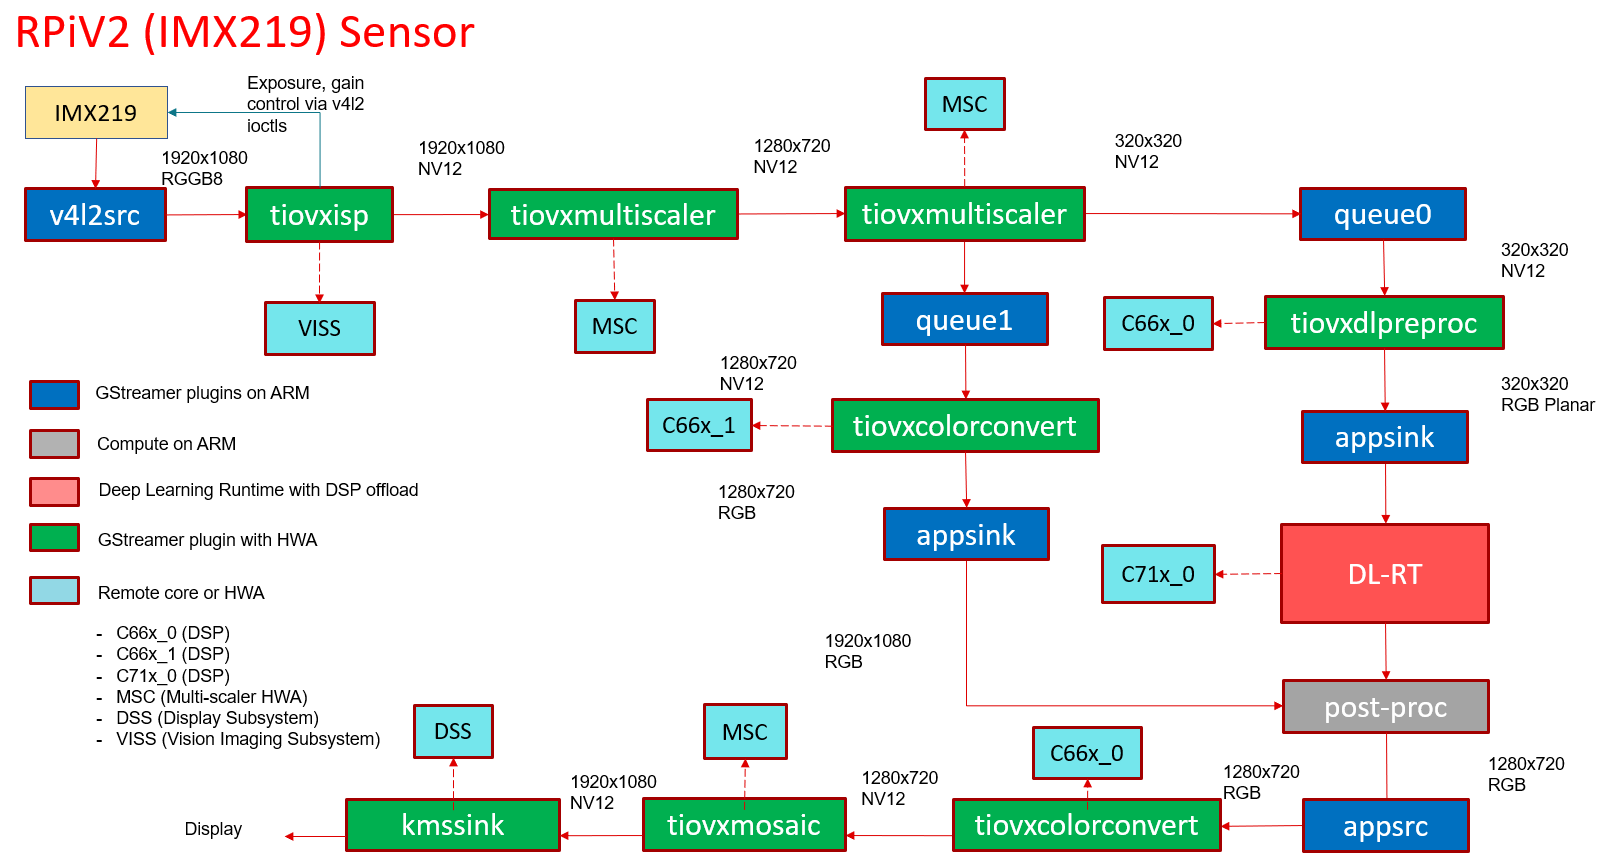 RPiV2 (IMX219) Sensor
IMX219
Exposure, gain
control via v4l2
ioctls
MSC
1920x1080
RGGB8
1920x1080
NV12
1280x720
NV12
320x320
NV12
v4l2src
tiovxisp
tiovxmultiscaler
tiovxmultiscaler
queue0
320x320
NV12
VISS
MSC
queue1
C66x_0
tiovxdlpreproc
1280x720
NV12
320x320
RGB Planar
GStreamer plugins on ARM
C66x_1
tiovxcolorconvert
appsink
Compute on ARM
Deep Learning Runtime with DSP offload
1280x720
RGB
appsink
GStreamer plugin with HWA
C71x_0
DL-RT
Remote core or HWA
- C66x_0 (DSP)
- C66x_1 (DSP)
- C71x_0 (DSP)
- MSC (Multi-scaler HWA)
- DSS (Display Subsystem)
- VISS (Vision Imaging Subsystem)
1920x1080
RGB
post-proc
DSS
MSC
C66x_0
1920x1080
NV12
1280x720
NV12
1280x720
RGB
1280x720
RGB
Display
kmssink
tiovxmosaic
tiovxcolorconvert
appsrc